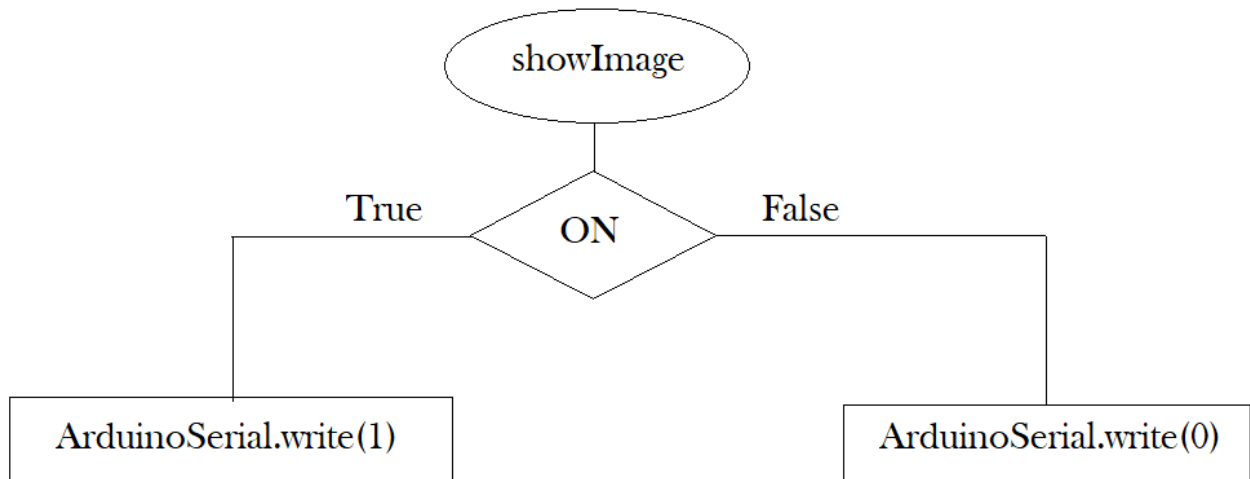 showImage
True
ON
False
ArduinoSerial.write(1)
ArduinoSerial.write(0)